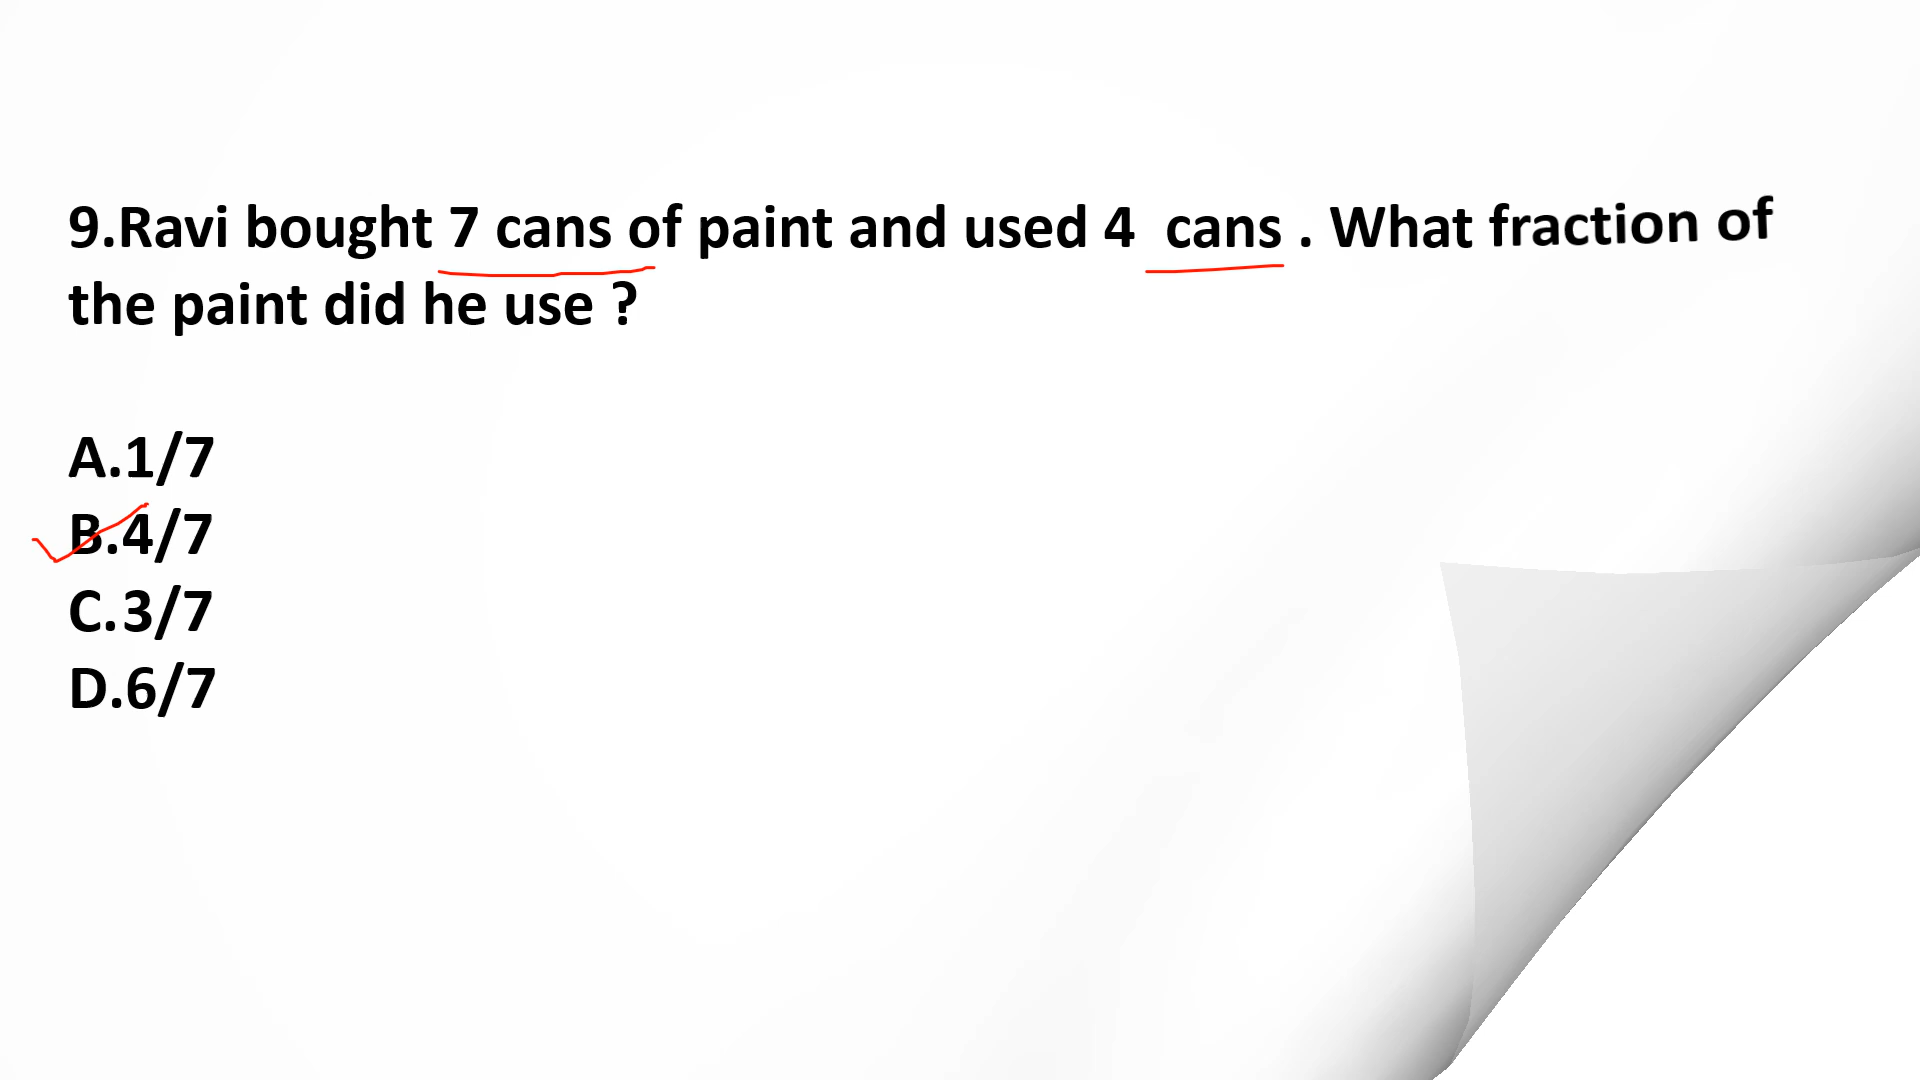 9.Ravi bought 7 cans of paint and used 4 cans . What fraction of
the paint did he use ?
A.1/7
B.4/7
C.3/7
D.6/7